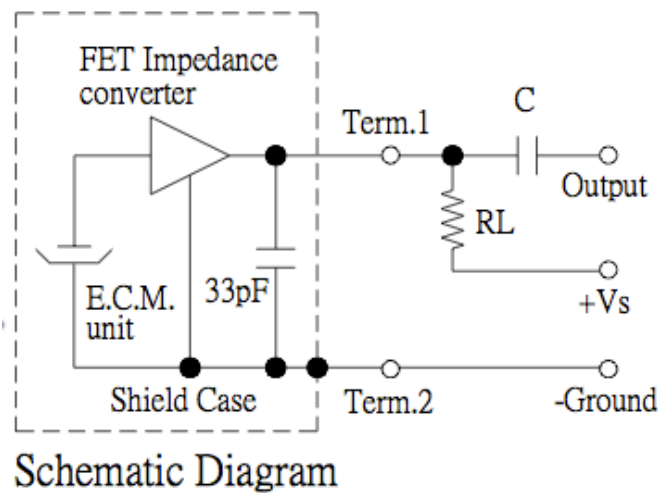 FET Impedance
converter
Term.1
C
Output
RL
+Vs
E.C.M.
unit
33pF
Shield Case
Term.2
-Ground
Schematic Diagram